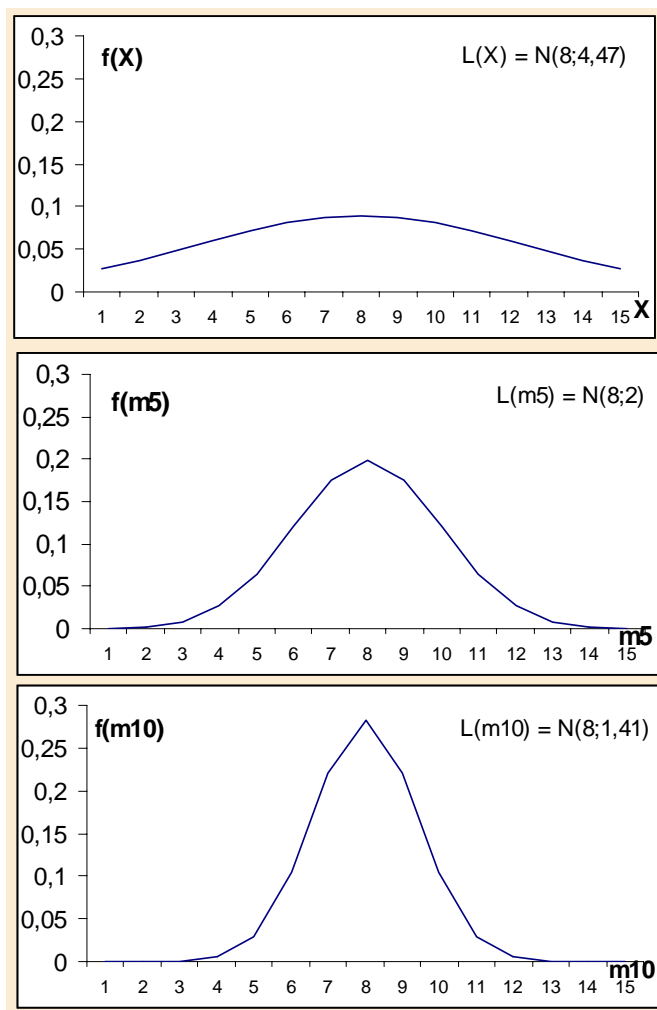 0,3
f(X) L(X) = N(8;4,47)
0,25
0,2
0,15
0,1
0,05
0
1 2 3 4 5 6 7 8 9 10 11 12 13 14 15 X
0,3
f(m5) L(m5) = N(8;2)
0,25
0,2
0,15
0,1
0,05
0
m5
1 2 3 4 5 6 7 8 9 10 11 12 13 14 15
0,3
f(m10) L(m10) = N(8;1,41)
0,25
0,2
0,15
0,1
0,05
0
m10
1 2 3 4 5 6 7 8 9 10 11 12 13 14 15